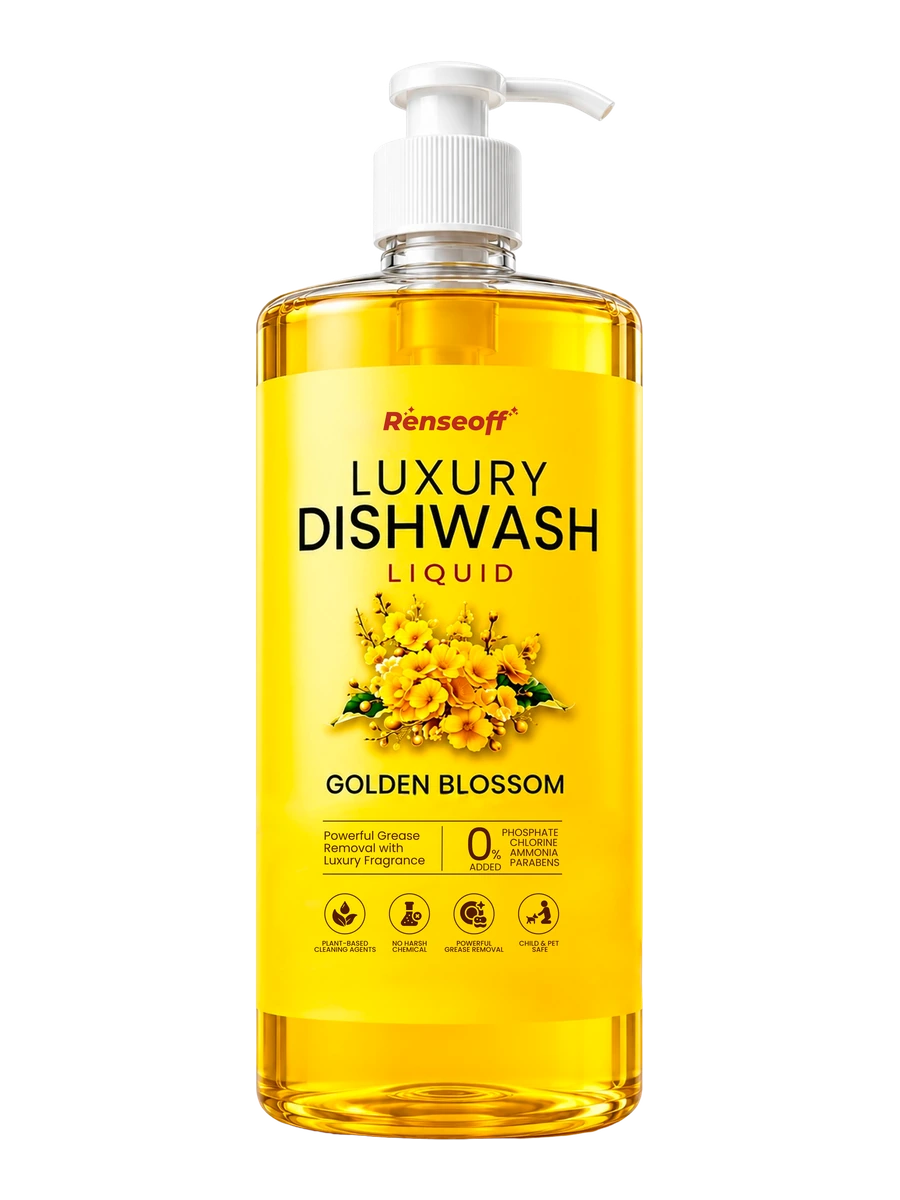 Renseoff
LUXURY
DISHWASH
LIQUID
GOLDEN BLOSSOM
Powerful Grease
Removal with
Luxury Fragrance
0%
ADDED
PHOSPHATE
CHLORINE
AMMONIA
PARABENS
PLANT-BASED
CLEANING AGENTS
NO HARSH
CHEMICAL
POWERFUL
GREASE REMOVAL
CHILD & PET
SAFE